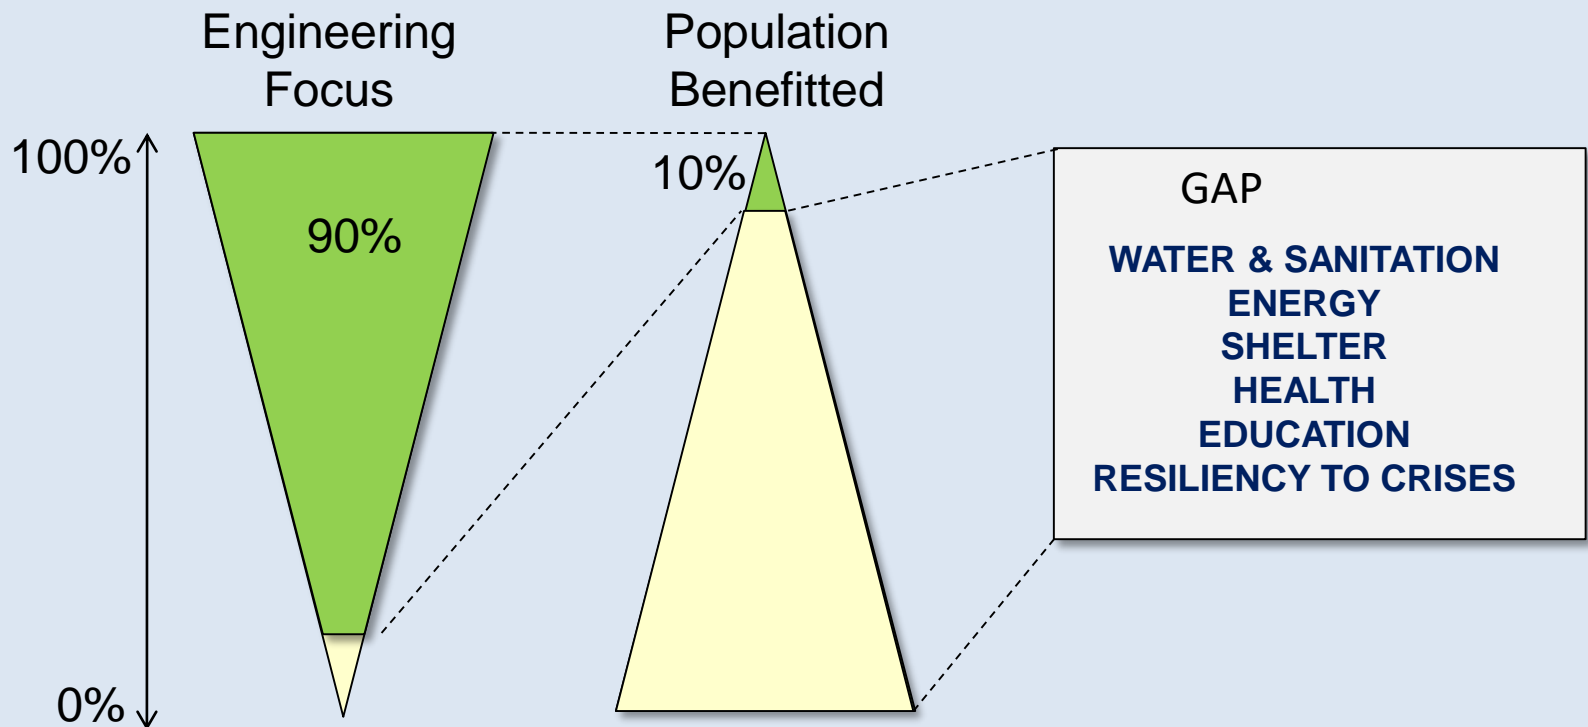 Engineering
Focus
Population
Benefitted
100%
90%
10%
0%
GAP
WATER & SANITATION
ENERGY
SHELTER
HEALTH
EDUCATION
RESILIENCY TO CRISES